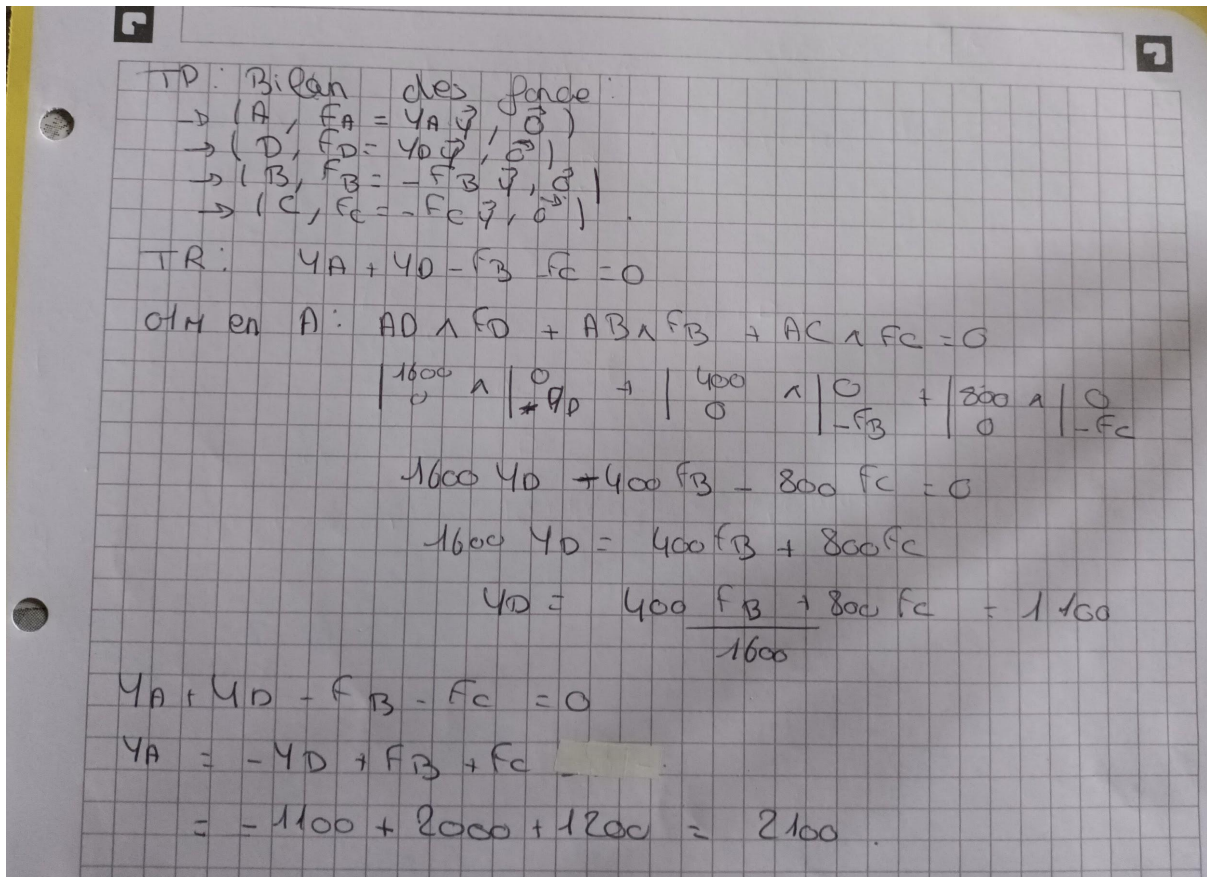 TD : Bilan des forces :
→ (A, FA = YA ȷ⃗, 0⃗)
→ (D, FD = YD ȷ⃗, 0⃗)
→ (B, FB = -FB ȷ⃗, 0⃗)
→ (C, FC = -FC ȷ⃗, 0⃗).
TR : YA + YD - FB - FC = 0
en A : AD ∧ FD + AB ∧ FB + AC ∧ FC = 0
|1600 0 ∧ |0 YD + |400 0 ∧ |0 -FB + |800 0 ∧ |0 -FC
1600 YD - 400 FB - 800 FC = 0
1600 YD = 400 FB + 800 FC
YD = 400 FB + 800 FC = 1100
1600
YA + YD - FB - FC = 0
YA = -YD + FB + FC
= -1100 + 2000 + 1200 = 2100.